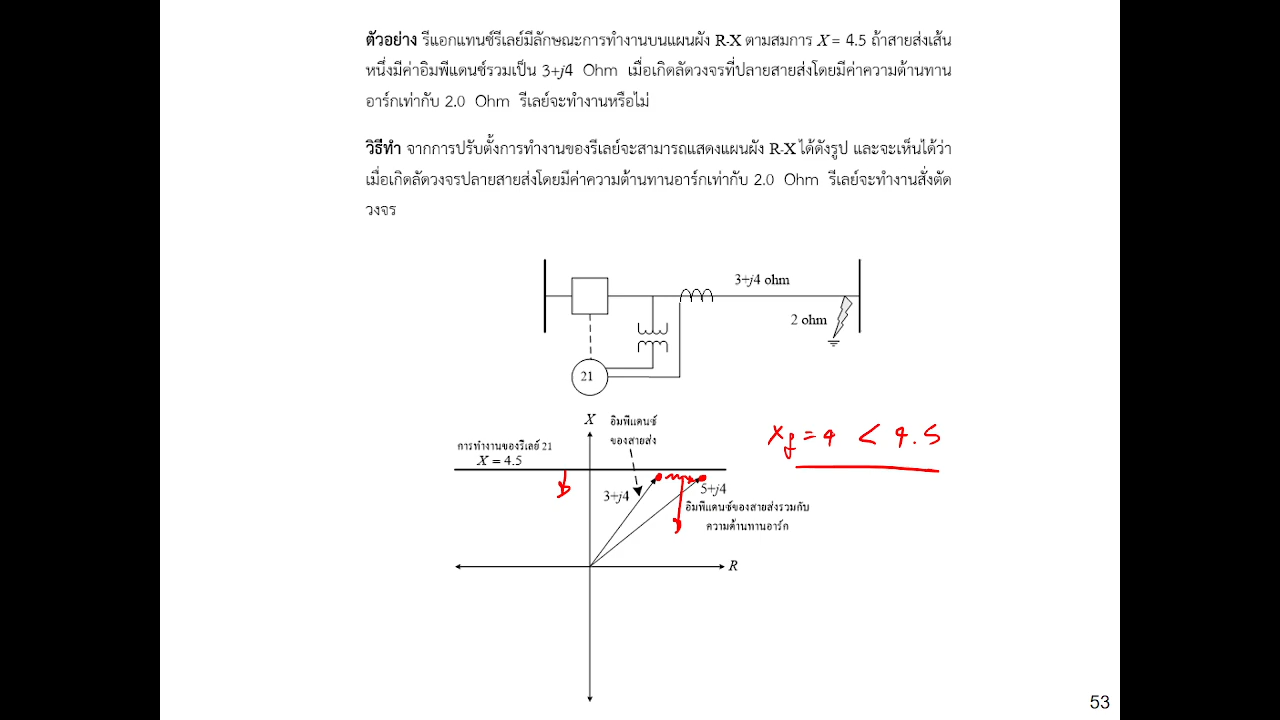 ตัวอย่าง รีแอกแทนซ์รีเลย์มีลักษณะการทำงานบนแผนผัง R-X ตามสมการ X = 4.5 ถ้าสายส่งเส้น
หนึ่งมีค่าอิมพีแดนซ์รวมเป็น 3+j4 Ohm เมื่อเกิดลัดวงจรที่ปลายสายส่งโดยมีค่าความต้านทาน
อาร์กเท่ากับ 2.0 Ohm รีเลย์จะทำงานหรือไม่
วิธีทำ จากการปรับตั้งการทำงานของรีเลย์จะสามารถแสดงแผนผัง R-X ได้ดังรูป และจะเห็นได้ว่า
เมื่อเกิดลัดวงจรปลายสายส่งโดยมีค่าความต้านทานอาร์กเท่ากับ 2.0 Ohm รีเลย์จะทำงานสั่งตัด
วงจร
3+j4 ohm
2 ohm
21
X
อิมพีแดนซ์
ของสายส่ง
การทำงานของรีเลย์ 21
X = 4.5
Xf = 4 < 4.5
3+j4
5+j4
อิมพีแดนซ์ของสายส่งรวมกับ
ความต้านทานอาร์ก
R
53